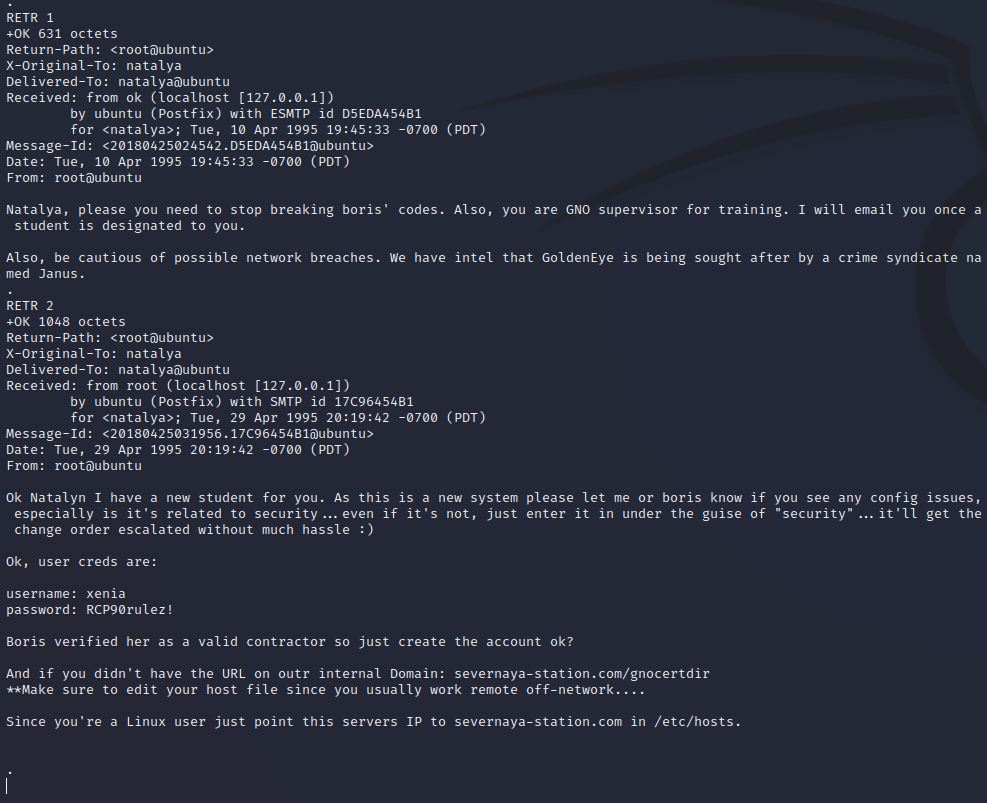 .
RETR 1
+OK 631 octets
Return-Path: <root@ubuntu>
X-Original-To: natalya
Delivered-To: natalya@ubuntu
Received: from ok (localhost [127.0.0.1])
        by ubuntu (Postfix) with ESMTP id D5EDA454B1
        for <natalya>; Tue, 10 Apr 1995 19:45:33 -0700 (PDT)
Message-Id: <20180425024542.D5EDA454B1@ubuntu>
Date: Tue, 10 Apr 1995 19:45:33 -0700 (PDT)
From: root@ubuntu

Natalya, please you need to stop breaking boris' codes. Also, you are GNO supervisor for training. I will email you once a
 student is designated to you.

Also, be cautious of possible network breaches. We have intel that GoldenEye is being sought after by a crime syndicate na
med Janus.
.
RETR 2
+OK 1048 octets
Return-Path: <root@ubuntu>
X-Original-To: natalya
Delivered-To: natalya@ubuntu
Received: from root (localhost [127.0.0.1])
        by ubuntu (Postfix) with SMTP id 17C96454B1
        for <natalya>; Tue, 29 Apr 1995 20:19:42 -0700 (PDT)
Message-Id: <20180425031956.17C96454B1@ubuntu>
Date: Tue, 29 Apr 1995 20:19:42 -0700 (PDT)
From: root@ubuntu

Ok Natalyn I have a new student for you. As this is a new system please let me or boris know if you see any config issues,
 especially is it's related to security...even if it's not, just enter it in under the guise of "security"...it'll get the
 change order escalated without much hassle :)

Ok, user creds are:

username: xenia
password: RCP90rulez!

Boris verified her as a valid contractor so just create the account ok?

And if you didn't have the URL on outr internal Domain: severnaya-station.com/gnocertdir
**Make sure to edit your host file since you usually work remote off-network....

Since you're a Linux user just point this servers IP to severnaya-station.com in /etc/hosts.

.